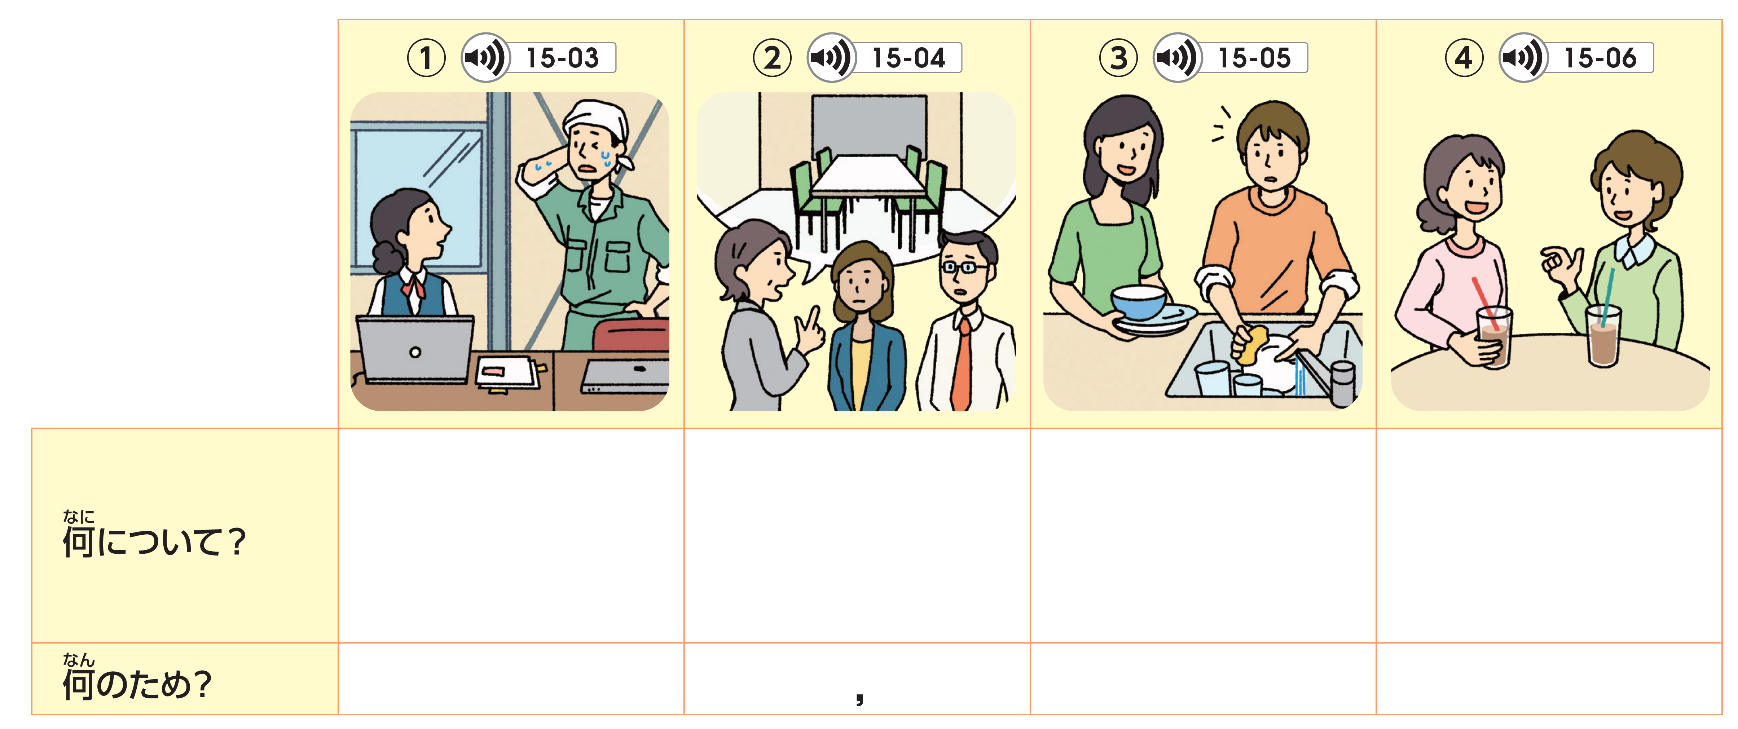 ① 15-03
② 15-04
③ 15-05
④ 15-06
なに
何について？
なん
何のため？
,